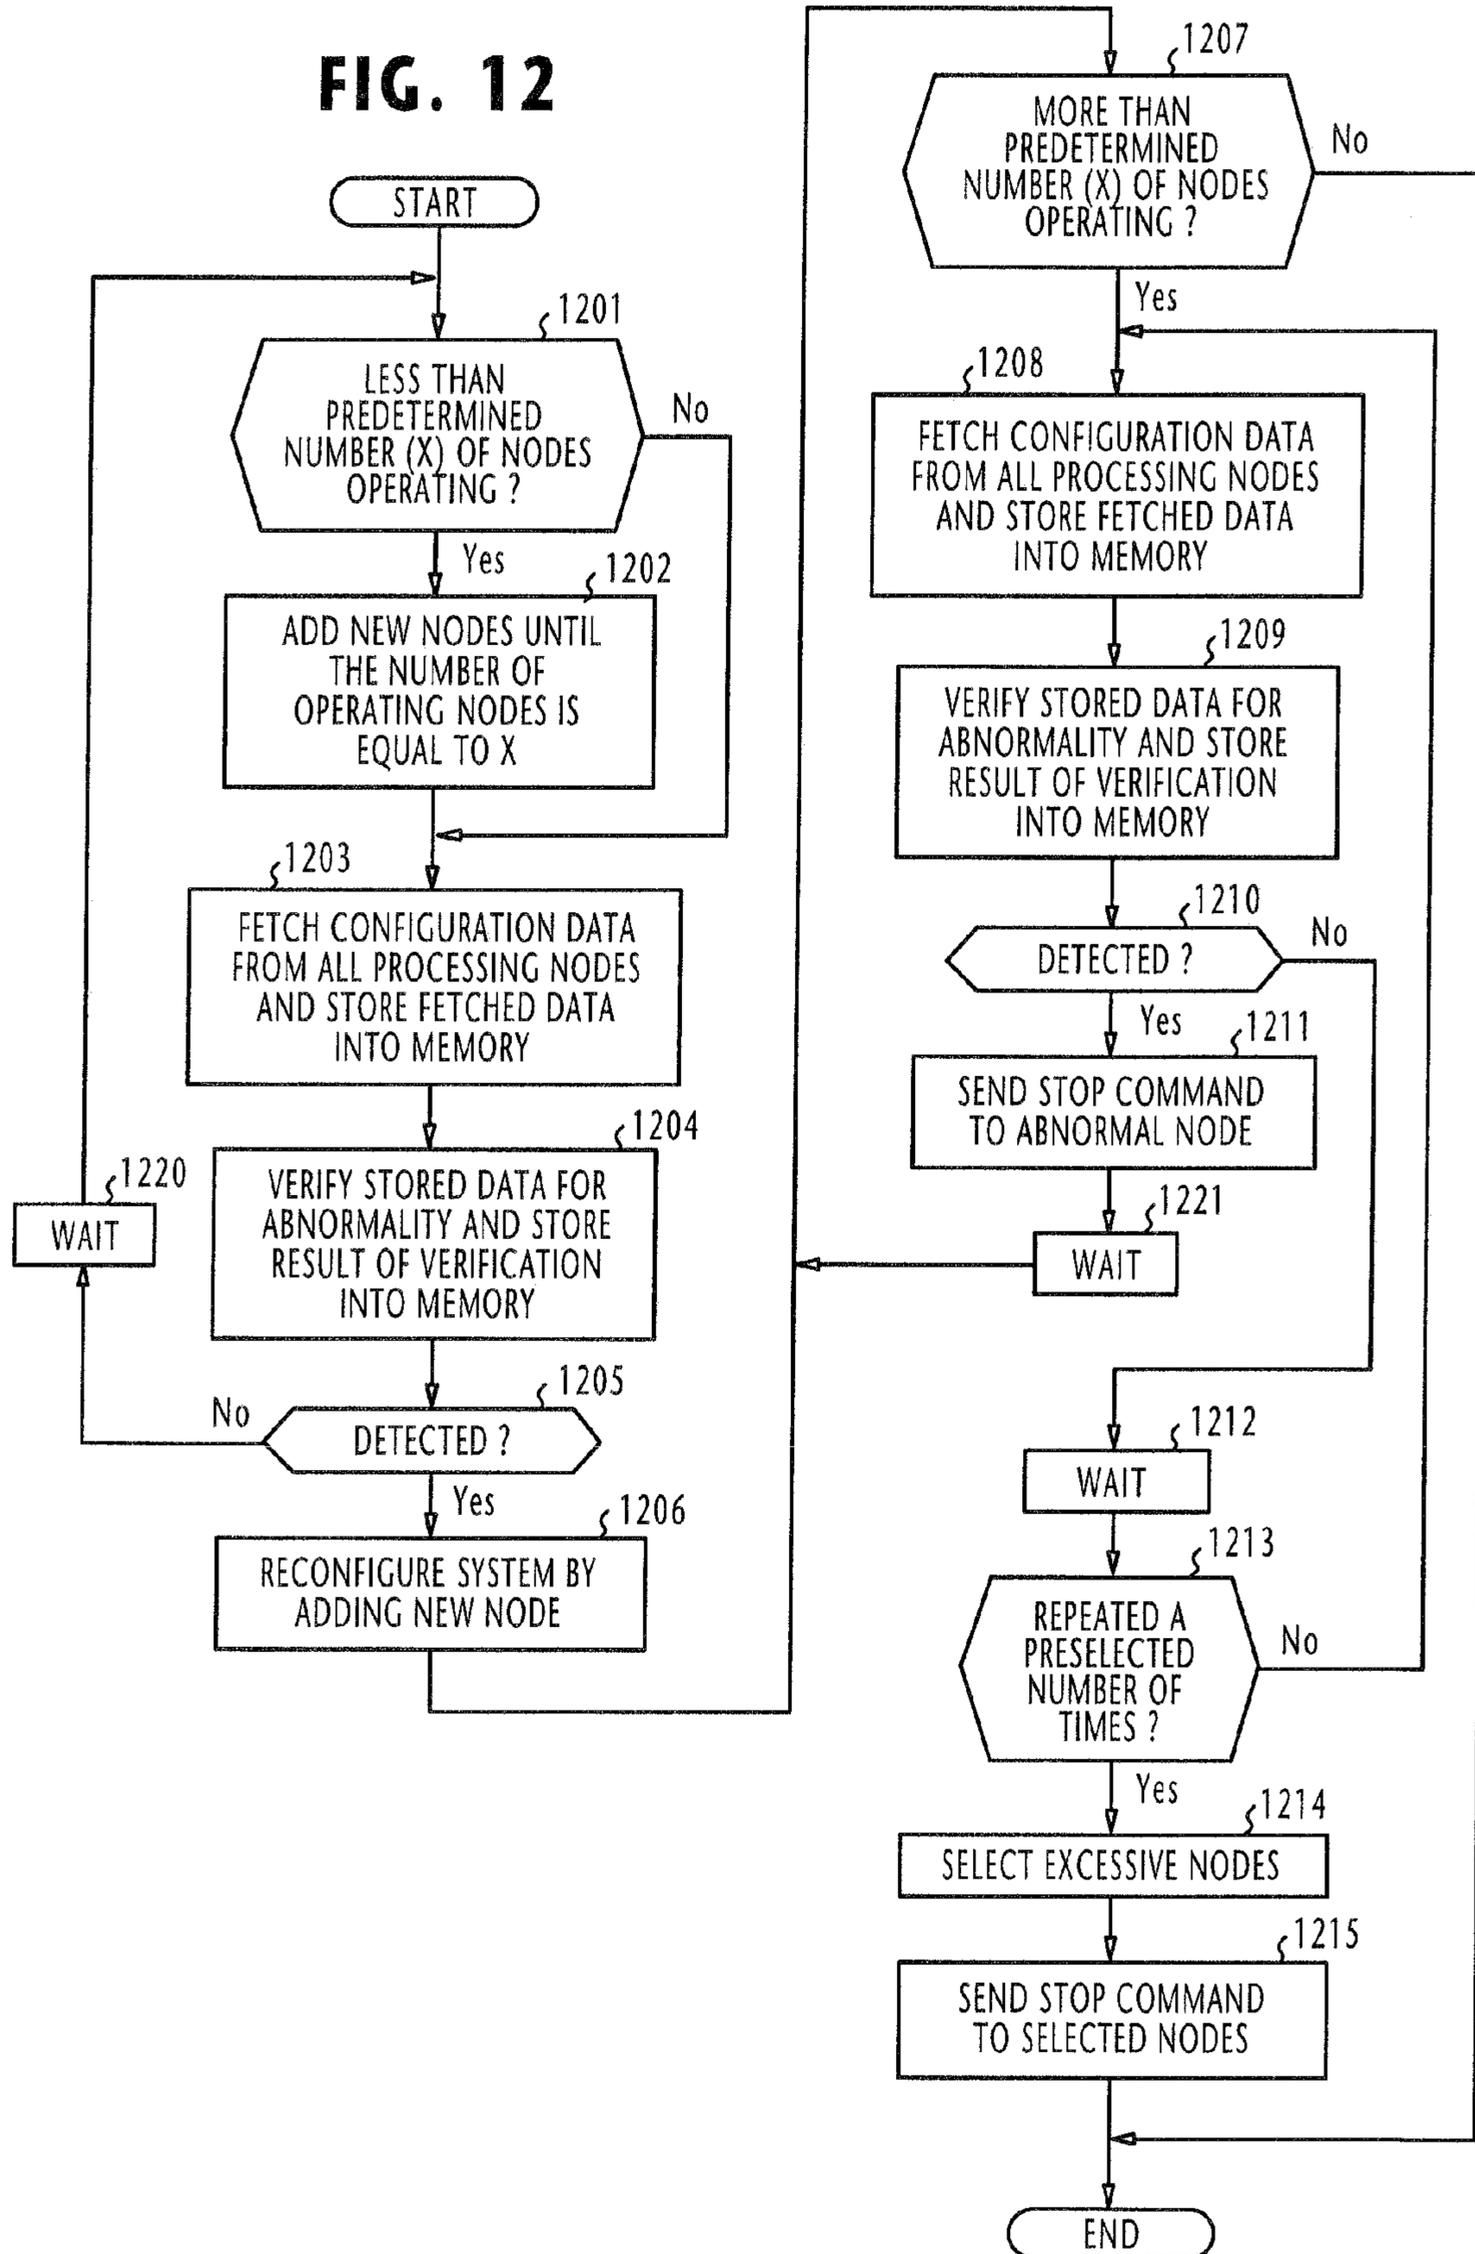 FIG. 12
START
1201
LESS THAN
PREDETERMINED
NUMBER (X) OF NODES
OPERATING ?
No
Yes
1202
ADD NEW NODES UNTIL
THE NUMBER OF
OPERATING NODES IS
EQUAL TO X
1203
FETCH CONFIGURATION DATA
FROM ALL PROCESSING NODES
AND STORE FETCHED DATA
INTO MEMORY
1204
VERIFY STORED DATA FOR
ABNORMALITY AND STORE
RESULT OF VERIFICATION
INTO MEMORY
1220
WAIT
1205
No
DETECTED ?
Yes
1206
RECONFIGURE SYSTEM BY
ADDING NEW NODE
1207
MORE THAN
PREDETERMINED
NUMBER (X) OF NODES
OPERATING ?
No
Yes
1208
FETCH CONFIGURATION DATA
FROM ALL PROCESSING NODES
AND STORE FETCHED DATA
INTO MEMORY
1209
VERIFY STORED DATA FOR
ABNORMALITY AND STORE
RESULT OF VERIFICATION
INTO MEMORY
1210
DETECTED ?
No
Yes
1211
SEND STOP COMMAND
TO ABNORMAL NODE
1221
WAIT
1212
WAIT
1213
REPEATED A
PRESELECTED
NUMBER OF
TIMES ?
No
Yes
1214
SELECT EXCESSIVE NODES
1215
SEND STOP COMMAND
TO SELECTED NODES
END